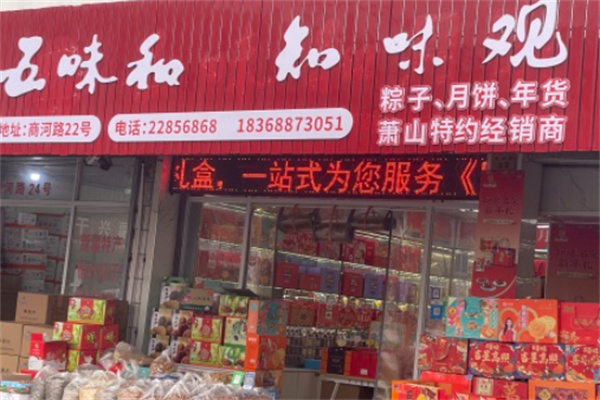 五味和 知味观
粽子、月饼、年货
萧山特约经销商
地址:商河路22号
电话:22856868 18368873051
礼盒，一站式为您服务《
河路24号